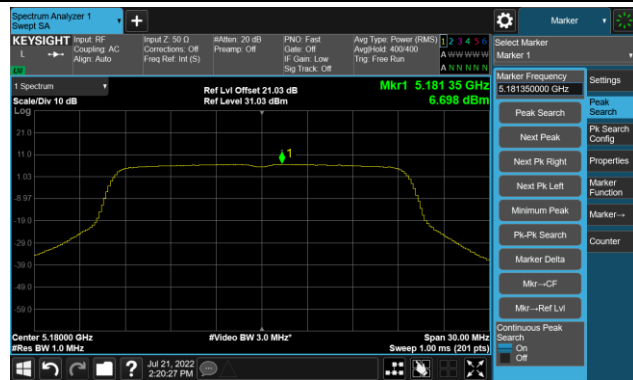 Spectrum Analyzer 1
Swept SA
+
Marker
KEYSIGHT
L
LXI
Input: RF
Coupling: AC
Align: Auto
Input Z: 50 Ω
Corrections: Off
Freq Ref: Int (S)
#Atten: 20 dB
Preamp: Off
PNO: Fast
Gate: Off
IF Gain: Low
Sig Track: Off
Avg Type: Power (RMS)
Avg|Hold: 400/400
Trig: Free Run
1 2 3 4 5 6
A W W W W W
A N N N N N
Select Marker
Marker 1
1 Spectrum
Scale/Div 10 dB
Log
Ref Lvl Offset 21.03 dB
Ref Level 31.03 dBm
Mkr1 5.181 35 GHz
6.698 dBm
1
21.0
11.0
1.03
-8.97
-19.0
-29.0
-39.0
-49.0
-59.0
Center 5.18000 GHz
#Res BW 1.0 MHz
#Video BW 3.0 MHz*
Span 30.00 MHz
Sweep 1.00 ms (201 pts)
Marker Frequency
5.181350000 GHz
Peak Search
Next Peak
Next Pk Right
Next Pk Left
Minimum Peak
Pk-Pk Search
Marker Delta
Mkr→CF
Mkr→Ref Lvl
Continuous Peak
Search
On
Off
Settings
Peak
Search
Pk Search
Config
Properties
Marker
Function
Marker→
Counter
?
Jul 21, 2022
2:20:27 PM